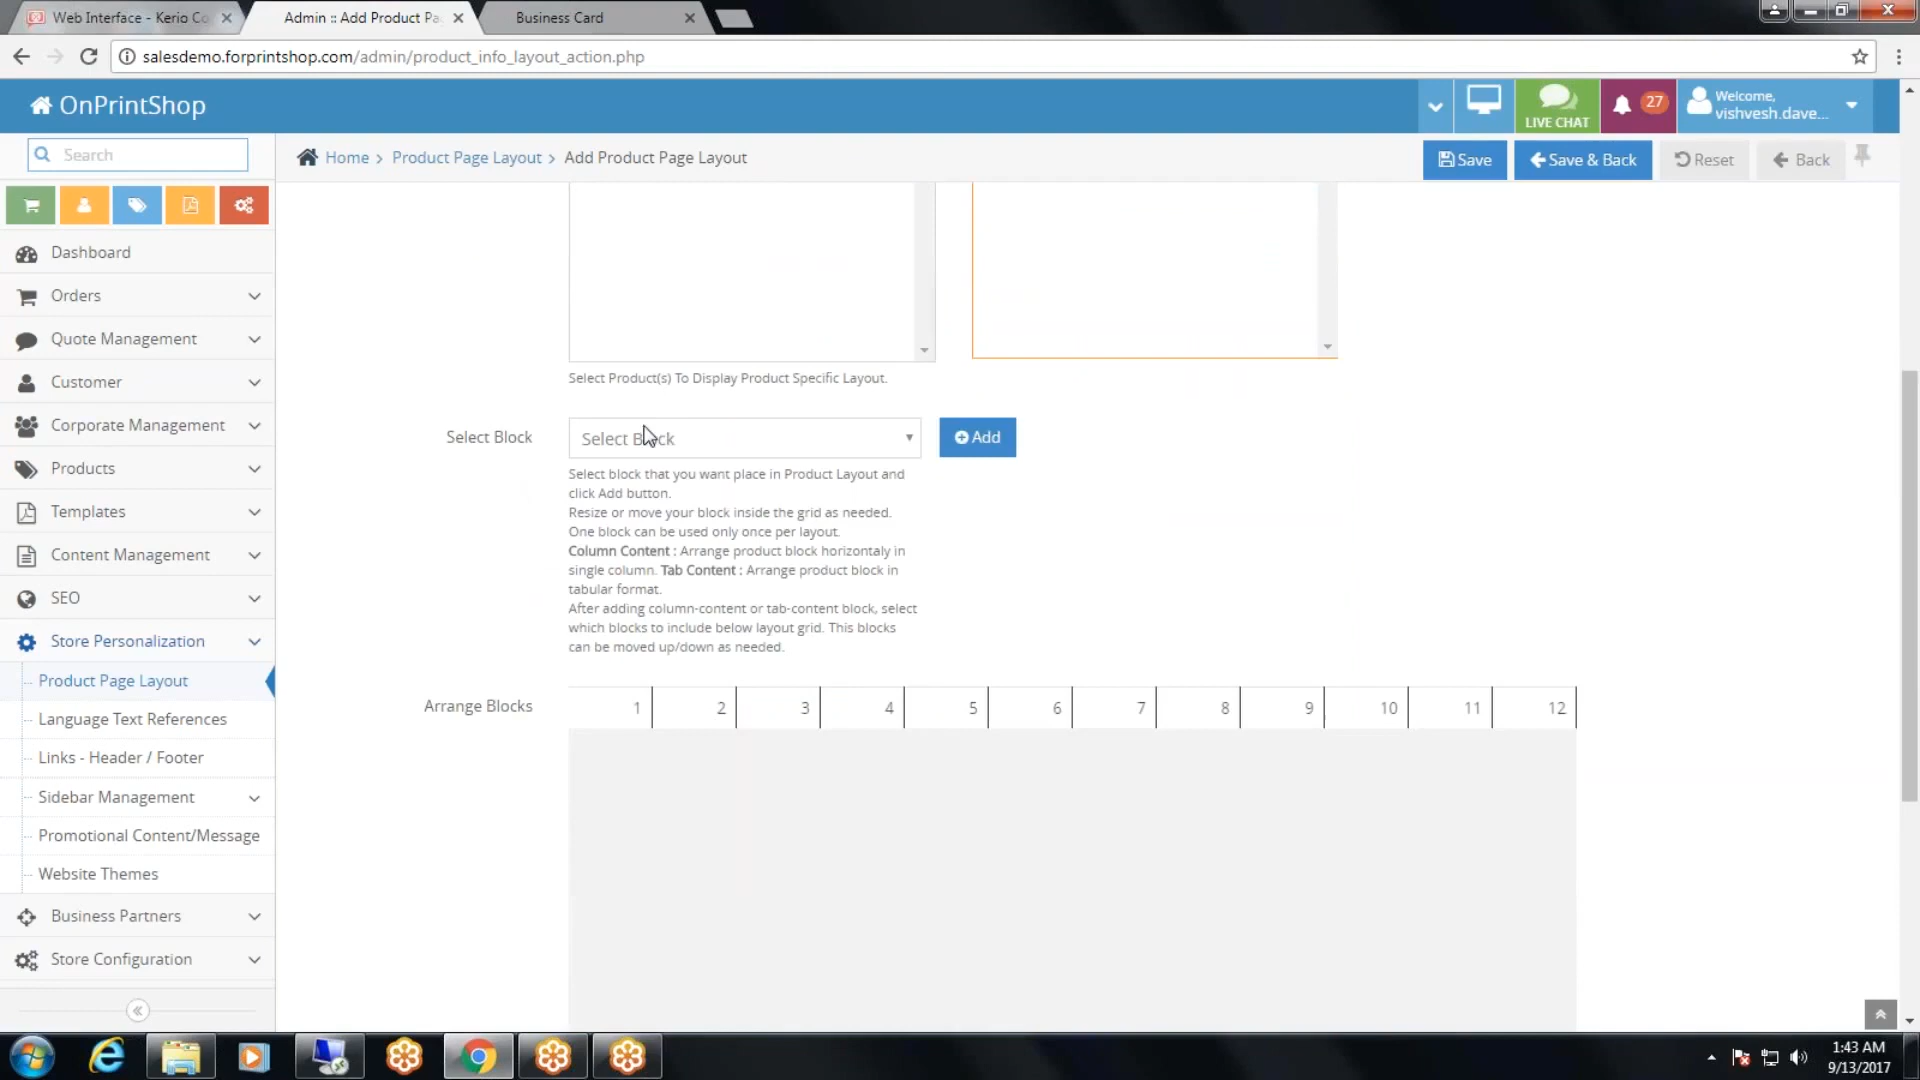 Web Interface - Kerio Co
Admin :: Add Product Pa
Business Card
salesdemo.forprintshop.com/admin/product_info_layout_action.php
OnPrintShop
LIVE CHAT
27
Welcome,
vishvesh.dave...
Search
Home > Product Page Layout > Add Product Page Layout
Save
Save & Back
Reset
Back
Dashboard
Orders
Quote Management
Customer
Corporate Management
Products
Templates
Content Management
SEO
Store Personalization
Product Page Layout
Language Text References
Links - Header / Footer
Sidebar Management
Promotional Content/Message
Website Themes
Business Partners
Store Configuration
Select Product(s) To Display Product Specific Layout.
Select Block
Select Block
Add
Select block that you want place in Product Layout and
click Add button.
Resize or move your block inside the grid as needed.
One block can be used only once per layout.
Column Content : Arrange product block horizontaly in
single column. Tab Content : Arrange product block in
tabular format.
After adding column-content or tab-content block, select
which blocks to include below layout grid. This blocks
can be moved up/down as needed.
Arrange Blocks
1 2 3 4 5 6 7 8 9 10 11 12
1:43 AM
9/13/2017